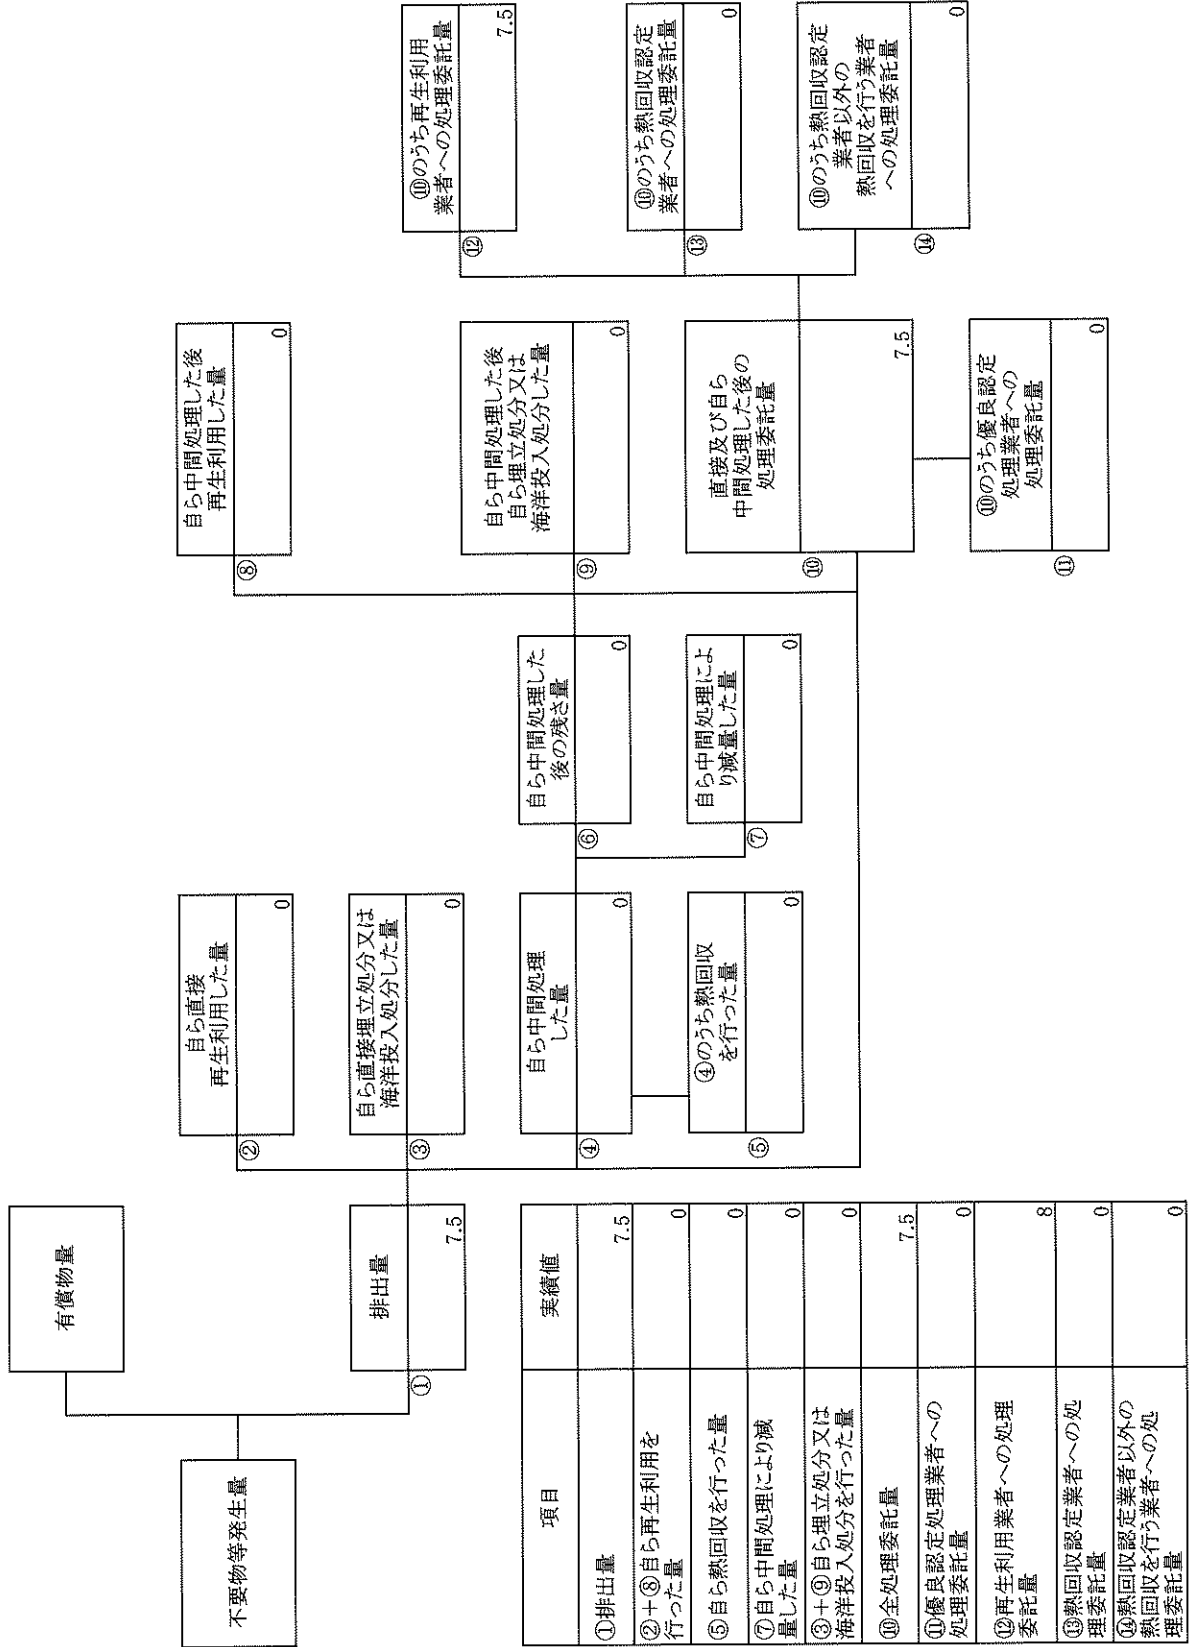 不要物等発生量
有償物量
①
排出量
7.5
②
自ら直接
再生利用した量
0
③
自ら直接埋立処分又は
海洋投入処分した量
0
④
自ら中間処理
した量
0
⑤
④のうち熱回収
を行った量
0
⑥
自ら中間処理した
後の残さ量
0
⑦
自ら中間処理によ
り減量した量
0
⑧
自ら中間処理した後
再生利用した量
0
⑨
自ら中間処理した後
自ら埋立処分又は
海洋投入処分した量
0
⑩
直接及び自ら
中間処理した後の
処理委託量
7.5
⑪
⑩のうち優良認定
処理業者への
処理委託量
0
⑫
⑩のうち再生利用
業者への処理委託量
7.5
⑬
⑩のうち熱回収認定
業者への処理委託量
0
⑭
⑩のうち熱回収認定
業者以外の
熱回収を行う業者
への処理委託量
0
項目 実績値
①排出量 7.5
②+⑧自ら再生利用を
行った量 0
⑤自ら熱回収を行った量 0
⑦自ら中間処理により減
量した量 0
③+⑨自ら埋立処分又は
海洋投入処分を行った量 0
⑩全処理委託量 7.5
⑪優良認定処理業者への
処理委託量 0
⑫再生利用業者への処理
委託量 8
⑬熱回収認定業者への処
理委託量 0
⑭熱回収認定業者以外の
熱回収を行う業者への処
理委託量 0